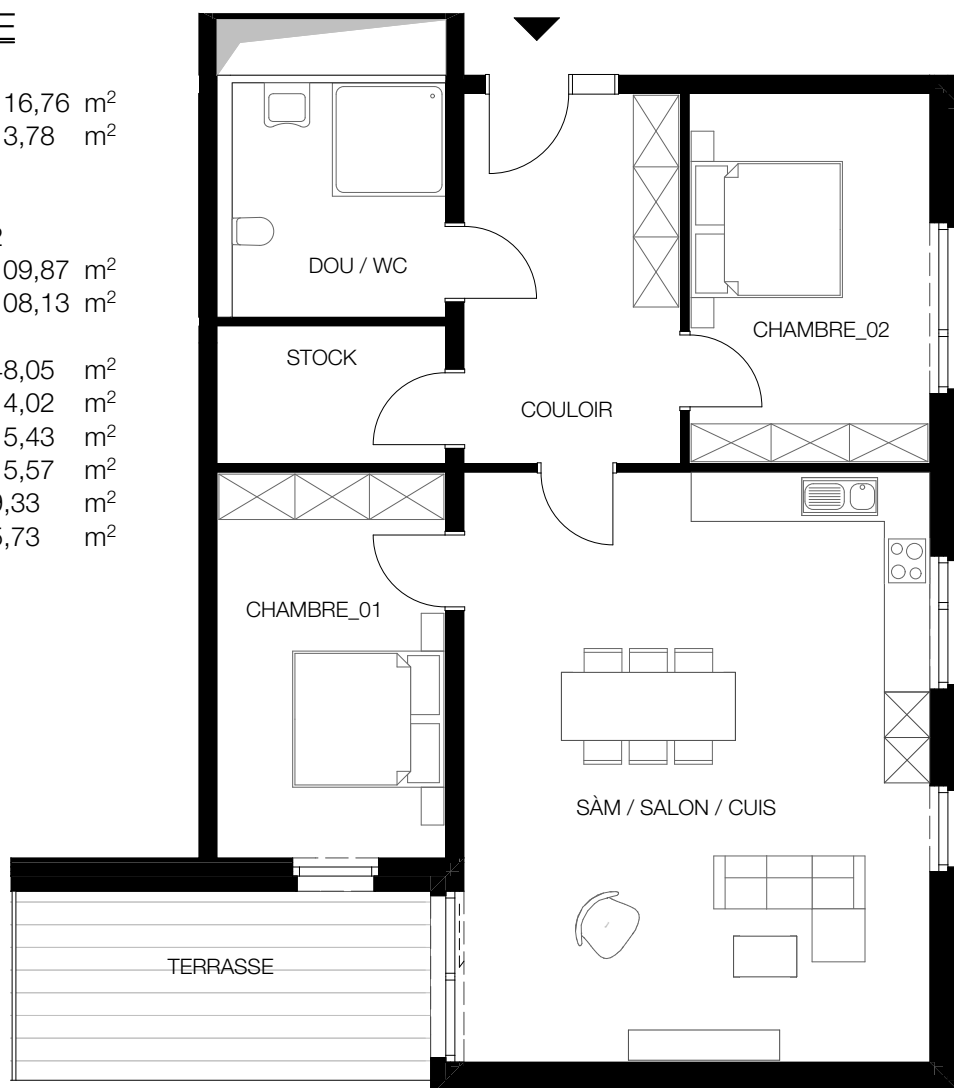 E
16,76 m²
3,78 m²
2
09,87 m²
08,13 m²
8,05 m²
4,02 m²
5,43 m²
5,57 m²
9,33 m²
5,73 m²
DOU / WC
STOCK
COULOIR
CHAMBRE_02
CHAMBRE_01
SÀM / SALON / CUIS
TERRASSE